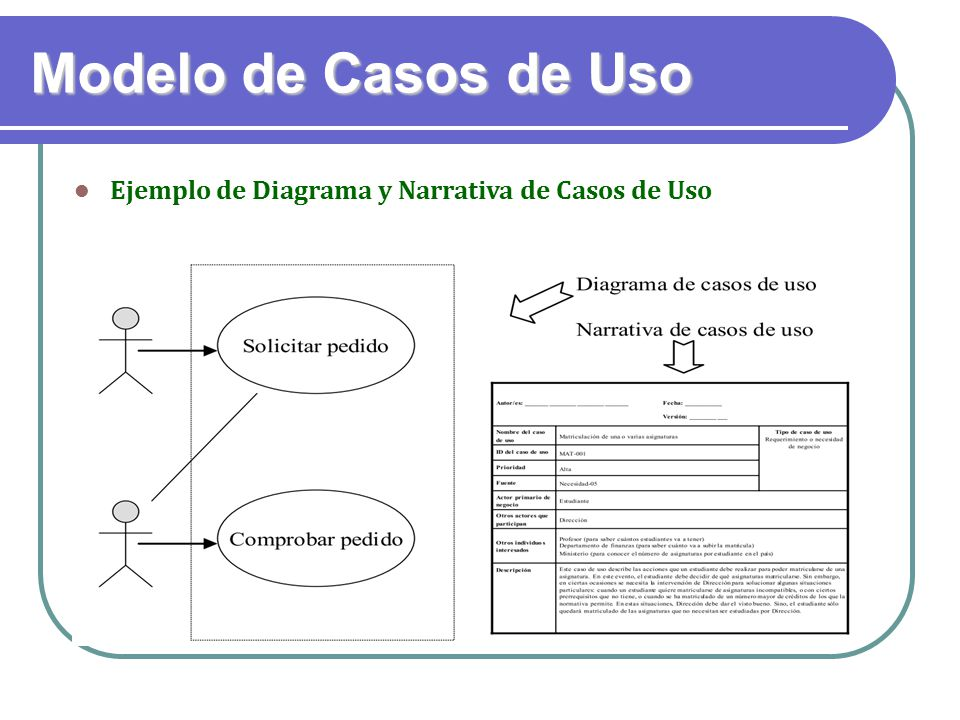 Modelo de Casos de Uso
Ejemplo de Diagrama y Narrativa de Casos de Uso
Solicitar pedido
Comprobar pedido
Diagrama de casos de uso
Narrativa de casos de uso
Autor/es: _______ _________ ________ ________
Fecha: __________
Versión: _________ __
Nombre del caso
de uso
Matriculación de una o varias asignaturas
Tipo de caso de uso
Requerimiento o necesidad
de negocio
ID del caso de uso
MAT-001
Prioridad
Alta
Fuente
Necesidad-05
Actor primario de
negocio
Estudiante
Otros actores que
participan
Dirección
Otros individuos
interesados
Profesor (para saber cuántos estudiantes va a tener)
Departamento de finanzas (para saber cuánto va a subir la matrícula)
Ministerio (para conocer el número de asignaturas por estudiante en el país)
Descripción
Este caso de uso describe las acciones que un estudiante debe realizar para poder matricularse de una
asignatura. En este evento, el estudiante debe decidir de qué asignaturas matricularse. Sin embargo,
en ciertas ocasiones se necesita la intervención de Dirección para solucionar algunas situaciones
particulares: cuando un estudiante quiere matricularse de asignaturas incompatibles, o con ciertos
prerrequisitos que no tiene, o cuando se ha matriculado de un número mayor de créditos de los que la
normativa permite. En estas situaciones, Dirección debe dar el visto bueno. Sino, el estudiante sólo
quedará matriculado de las asignaturas que no necesitan ser estudiadas por Dirección.